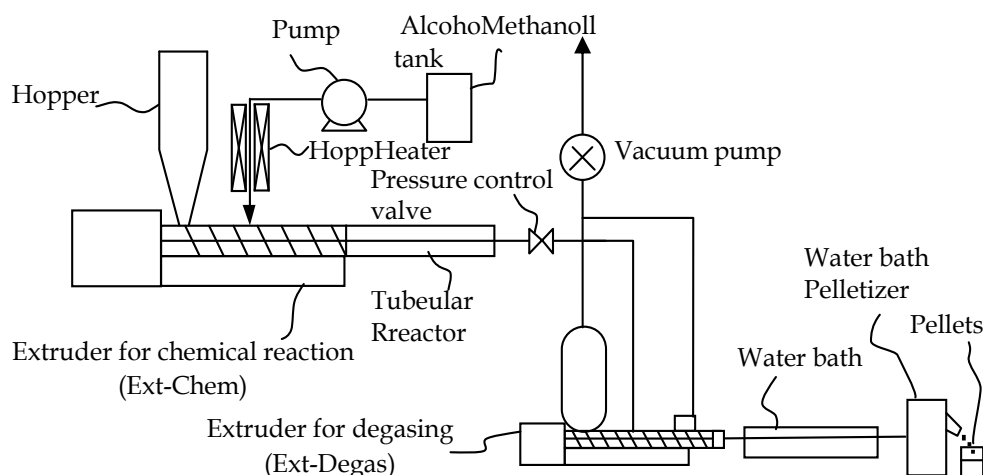 AlcohoMethanoll
tank
Pump
Hopper
HoppHeater
Vacuum pump
Pressure control
valve
Water bath
Pelletizer
Tubeular
Rreactor
Pellets
Extruder for chemical reaction
(Ext-Chem)
Water bath
Extruder for degasing
(Ext-Degas)